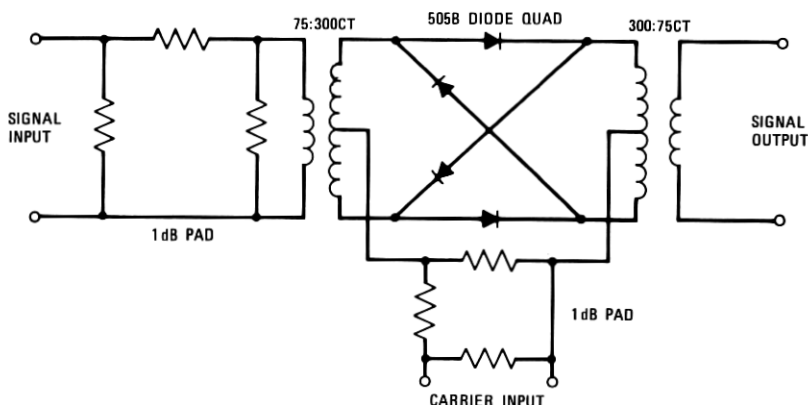 75:300CT
505B DIODE QUAD
300:75CT
SIGNAL
INPUT
SIGNAL
OUTPUT
1dB PAD
1dB PAD
CARRIER INPUT